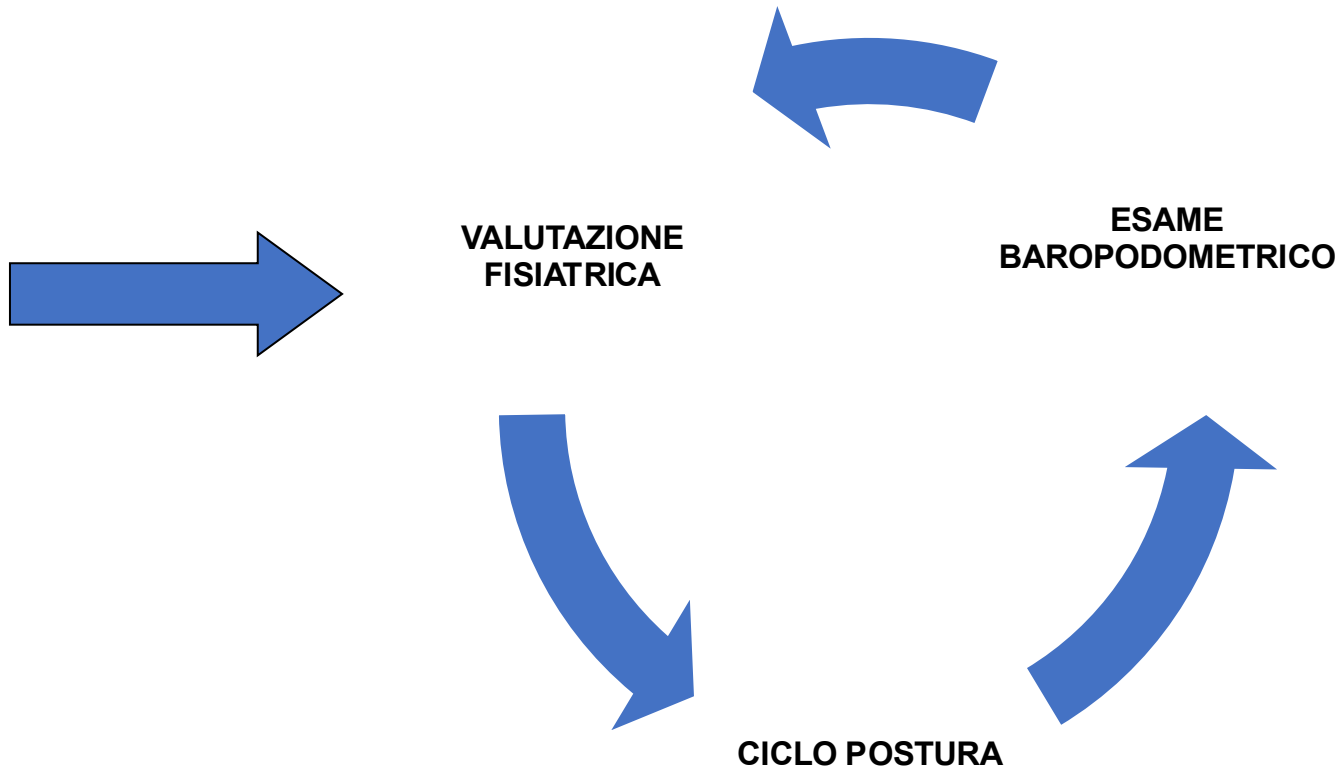 VALUTAZIONE
FISIATRICA
ESAME
BAROPODOMETRICO
CICLO POSTURA